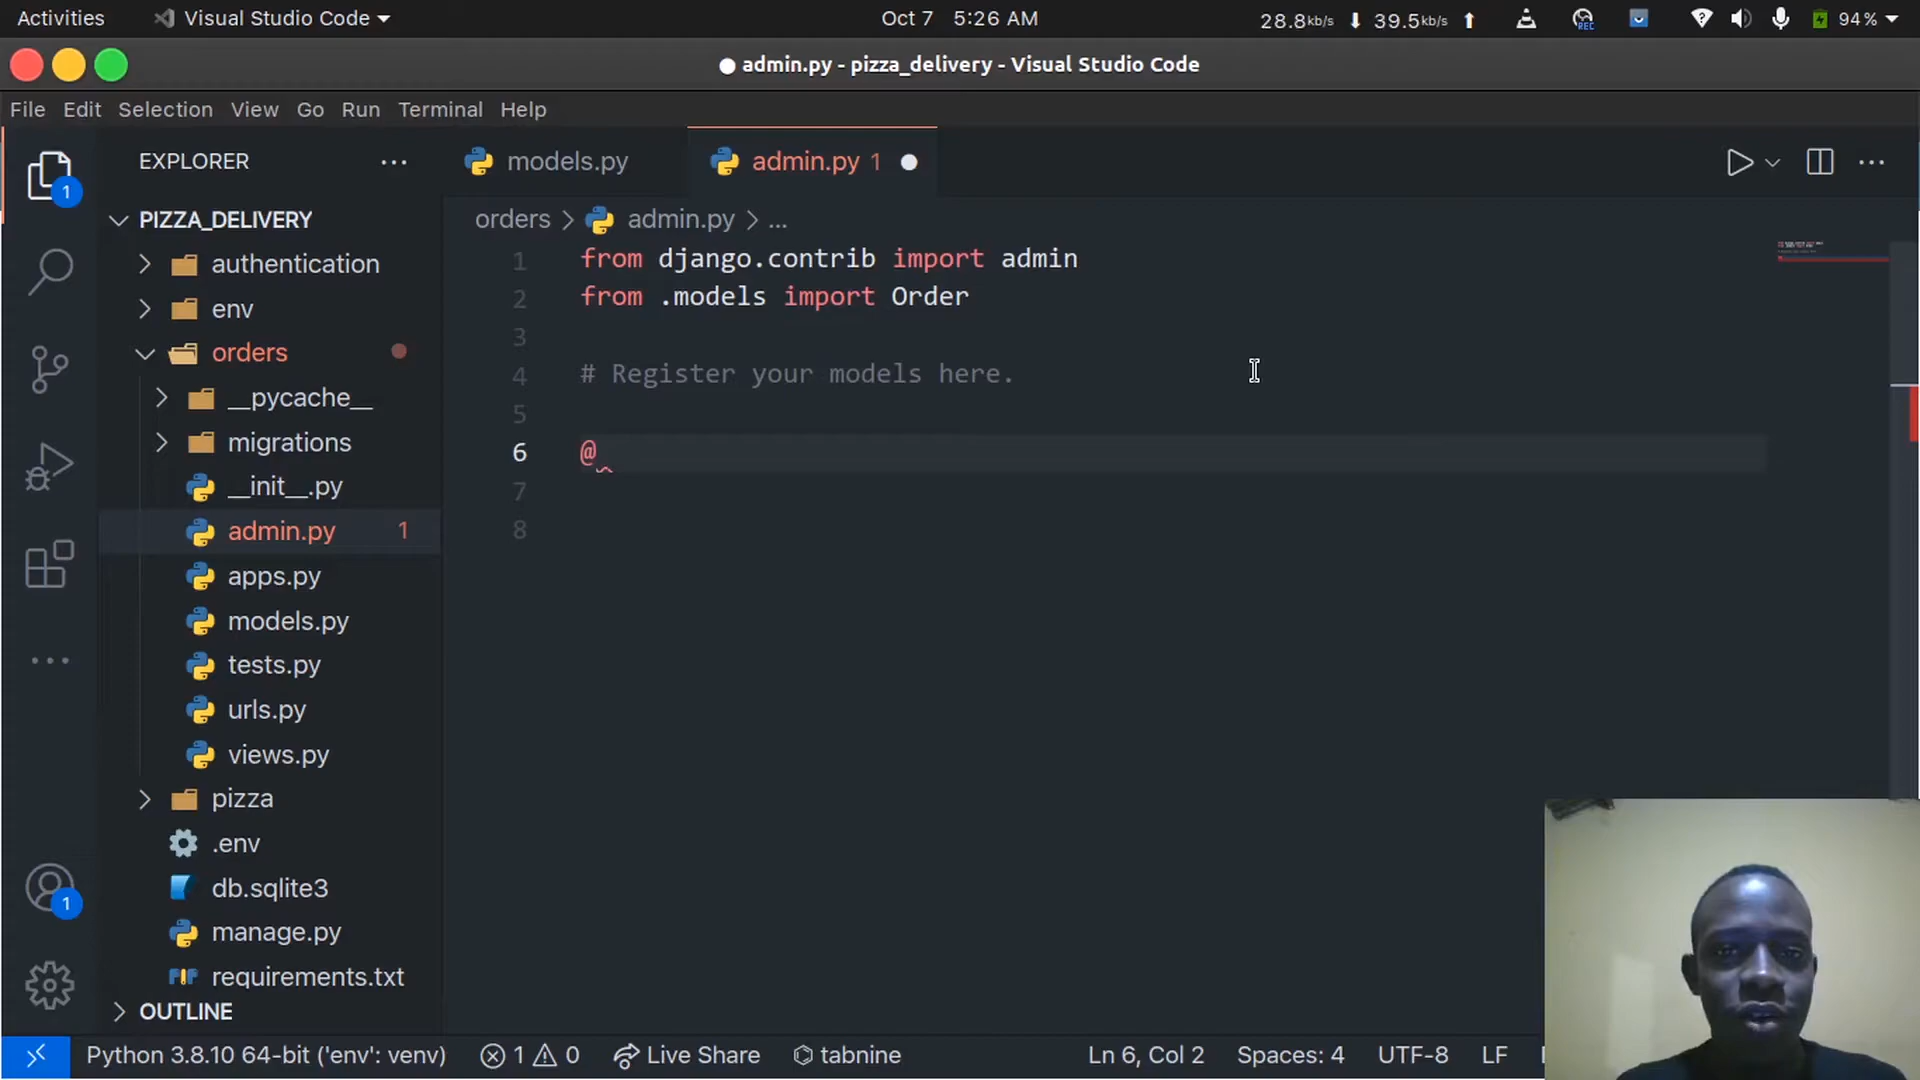 Activities
Visual Studio Code
Oct 7 5:26 AM
28.8kb/s
39.5kb/s
REC
94 %
● admin.py - pizza_delivery - Visual Studio Code
File Edit Selection View Go Run Terminal Help
EXPLORER
models.py
admin.py 1
1
PIZZA_DELIVERY
authentication
env
orders
__pycache__
migrations
__init__.py
admin.py 1
apps.py
models.py
tests.py
urls.py
views.py
pizza
.env
db.sqlite3
manage.py
requirements.txt
OUTLINE
1
orders > admin.py > ...
1 from django.contrib import admin
2 from .models import Order
3
4 # Register your models here.
5
6 @
7
8
Python 3.8.10 64-bit ('env': venv)
1
0
Live Share
tabnine
Ln 6, Col 2
Spaces: 4
UTF-8
LF